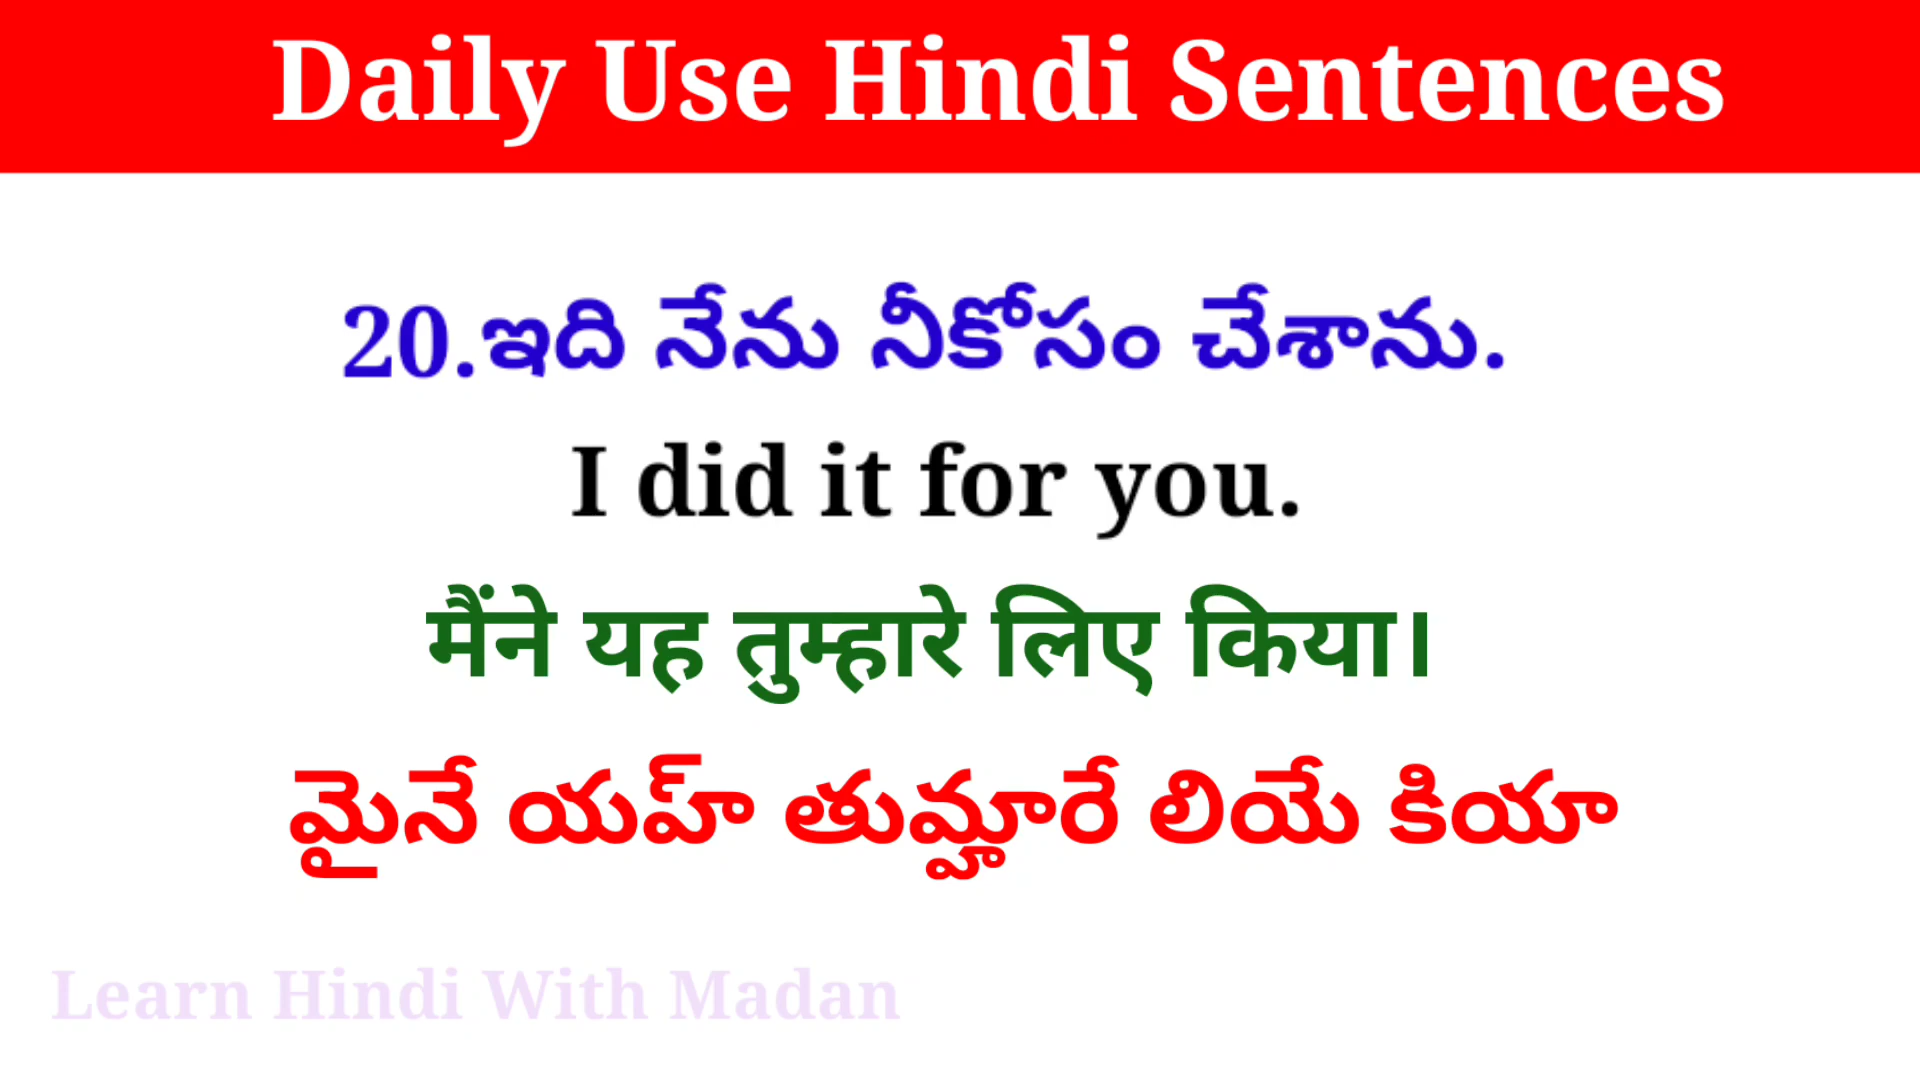 Daily Use Hindi Sentences
20.ఇది నేను నీకోసం చేశాను.
I did it for you.
मैंने यह तुम्हारे लिए किया।
మైనే యహ్ తుమ్హారే లియే కియా
Learn Hindi With Madan